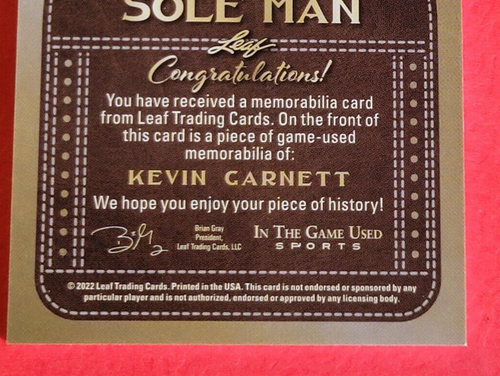 SOLE MAN
Leaf
Congratulations!
You have received a memorabilia card
from Leaf Trading Cards. On the front of
this card is a piece of game-used
memorabilia of:
KEVIN GARNETT
We hope you enjoy your piece of history!
Brian Gray
President,
Leaf Trading Cards, LLC
IN THE GAME USED
SPORTS
© 2022 Leaf Trading Cards. Printed in the USA. This card is not endorsed or sponsored by any
particular player and is not authorized, endorsed or approved by any licensing body.